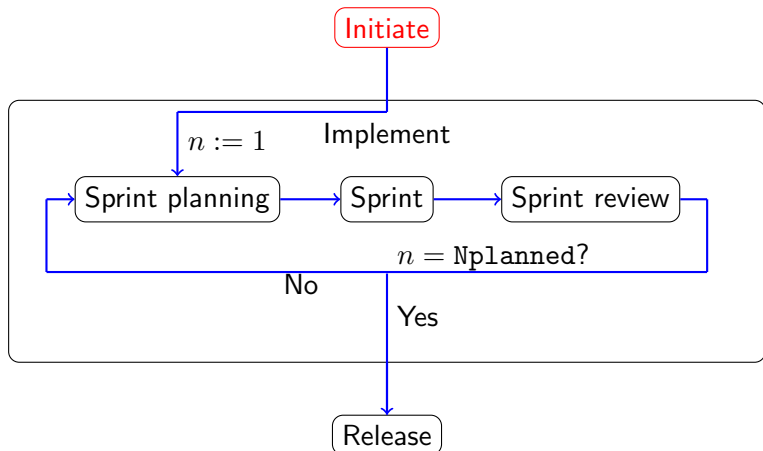 Initiate
Implement
n := 1
Sprint planning
Sprint
Sprint review
n = Nplanned?
No
Yes
Release